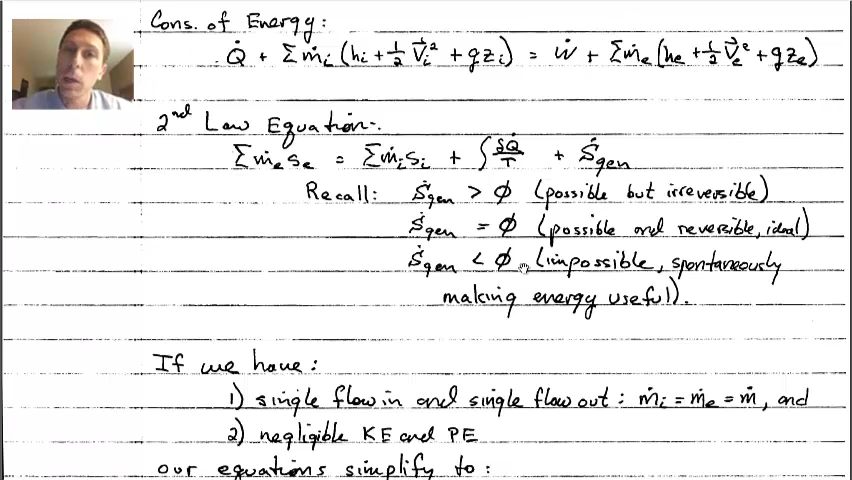 Cons. of Energy:
Q̇ + Σṁᵢ(hᵢ+½V⃗ᵢ²+gzᵢ) = Ẇ + Σṁₑ(hₑ+½V⃗ₑ²+gzₑ)
2nd Law Equation:
Σṁₑsₑ = Σṁᵢsᵢ + ∫δQ̇/T + Ṡgen
Recall: Ṡgen > ϕ (possible but irreversible)
Ṡgen = ϕ (possible and reversible, ideal)
Ṡgen < ϕ (impossible, spontaneously
making energy useful).
If we have:
1) single flow in and single flow out: ṁᵢ = ṁₑ = ṁ, and
2) negligible KE and PE
our equations simplify to: